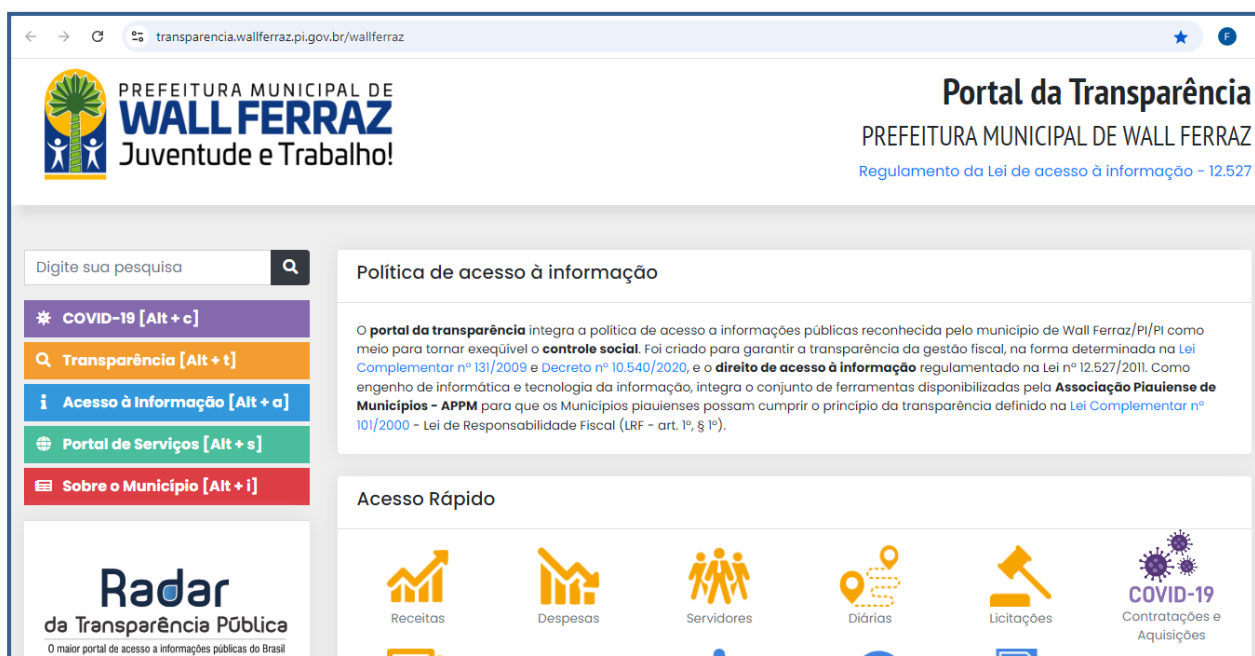 transparencia.wallferraz.pi.gov.br/wallferraz
F
PREFEITURA MUNICIPAL DE
WALL FERRAZ
Juventude e Trabalho!
Portal da Transparência
PREFEITURA MUNICIPAL DE WALL FERRAZ
Regulamento da Lei de acesso à informação - 12.527
Digite sua pesquisa
COVID-19 [Alt + c]
Transparência [Alt + t]
Acesso à Informação [Alt + a]
Portal de Serviços [Alt + s]
Sobre o Município [Alt + i]
Radar
da Transparência Pública
O maior portal de acesso a informações públicas do Brasil
Política de acesso à informação
O portal da transparência integra a política de acesso a informações públicas reconhecida pelo município de Wall Ferraz/PI/PI como
meio para tornar exeqüível o controle social. Foi criado para garantir a transparência da gestão fiscal, na forma determinada na Lei
Complementar nº 131/2009 e Decreto nº 10.540/2020, e o direito de acesso à informação regulamentado na Lei nº 12.527/2011. Como
engenho de informática e tecnologia da informação, integra o conjunto de ferramentas disponibilizadas pela Associação Piauiense de
Municípios - APPM para que os Municípios piauienses possam cumprir o princípio da transparência definido na Lei Complementar nº
101/2000 - Lei de Responsabilidade Fiscal (LRF - art. 1º, § 1º).
Acesso Rápido
Receitas
Despesas
Servidores
Diárias
Licitações
COVID-19
Contratações e
Aquisições